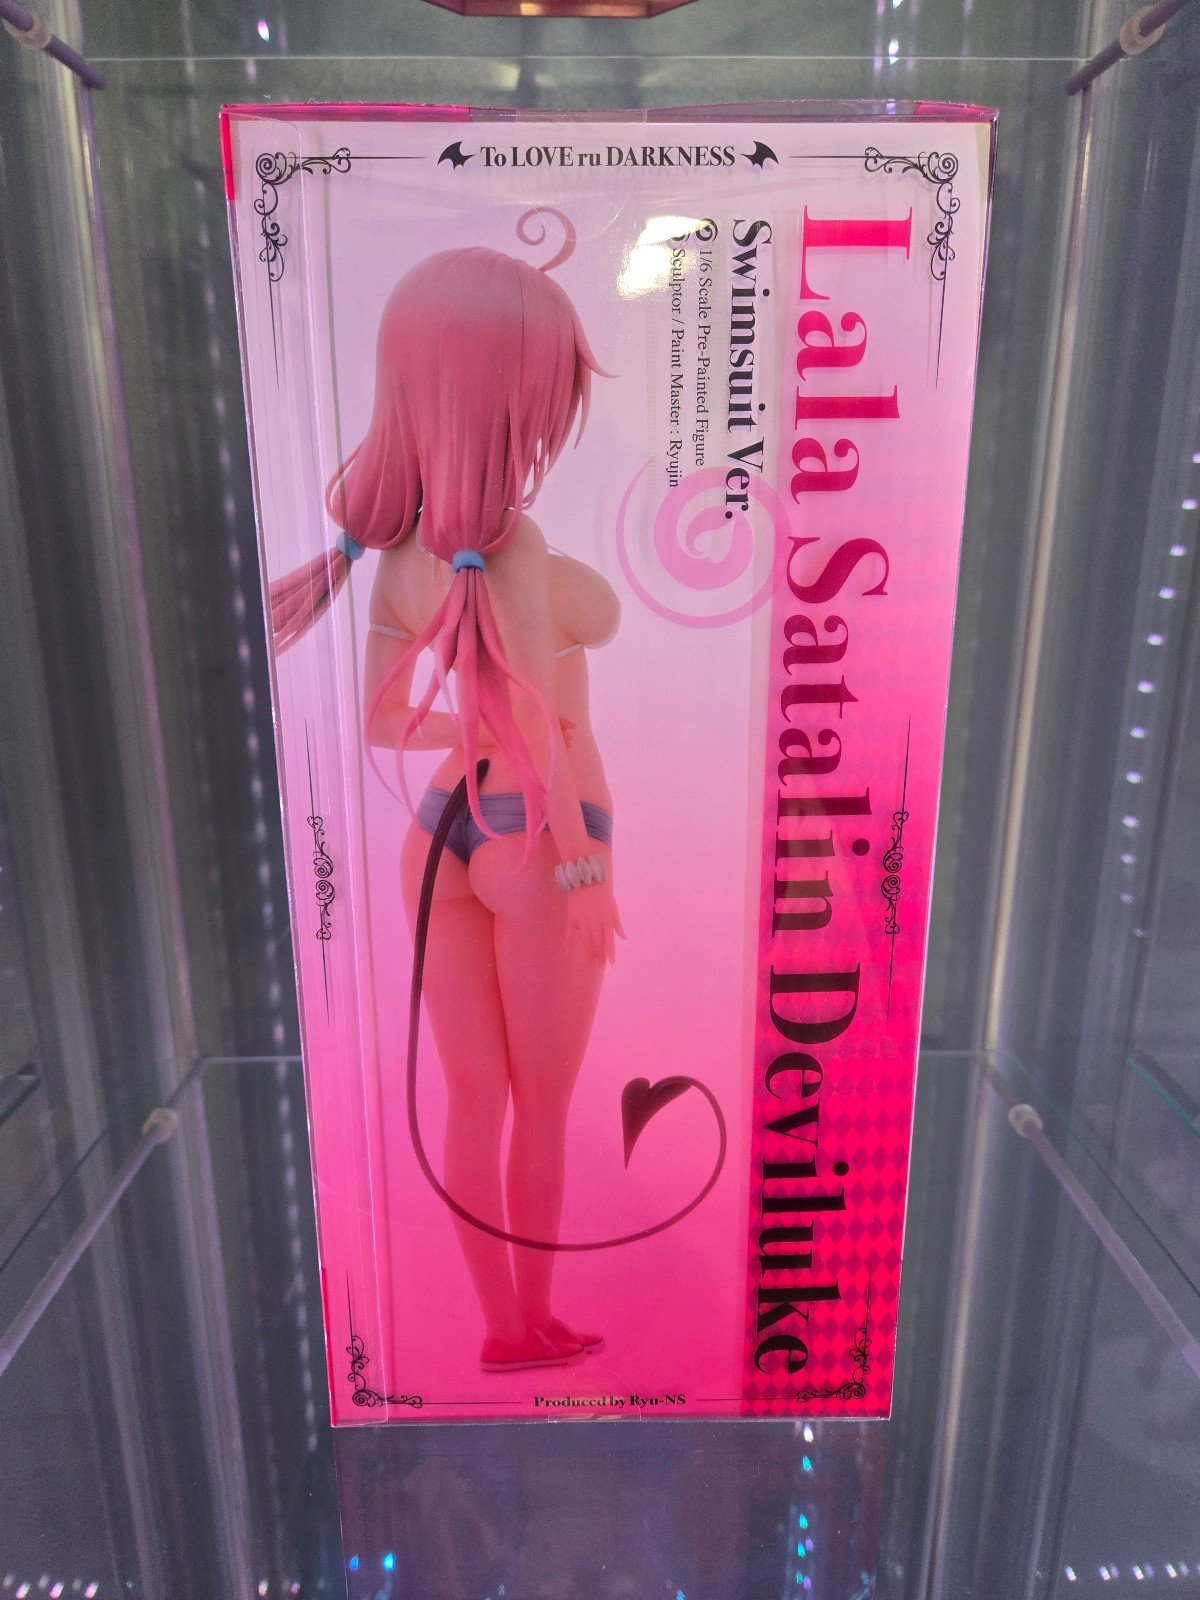 To LOVE ru DARKNESS
Lala Satalin Deviluke
Swimsuit Ver.
1/6 Scale Pre-Painted Figure
Sculptor / Paint Master : Ryujin
Produced by Ryu-NS